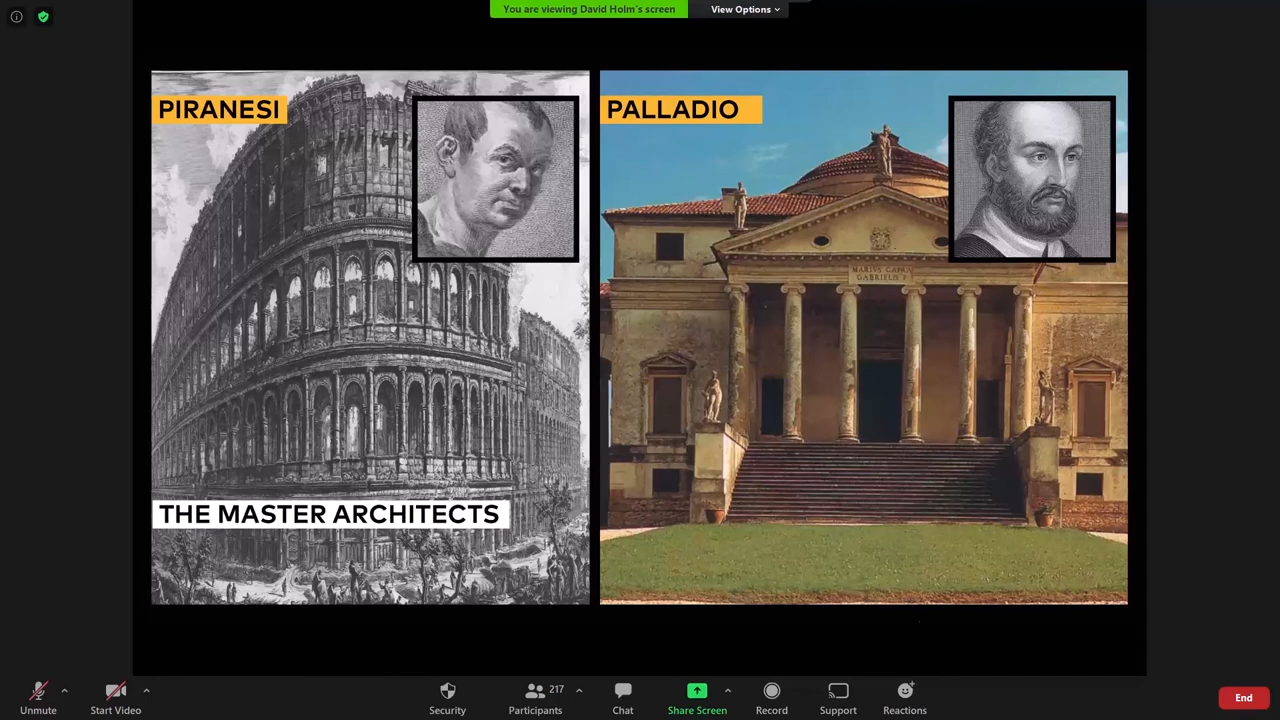 You are viewing David Holm's screen
View Options
PIRANESI
PALLADIO
MARIVS CAPRA
GABRIELIS F
THE MASTER ARCHITECTS
Unmute
Start Video
Security
217
Participants
Chat
Share Screen
Record
Support
Reactions
End